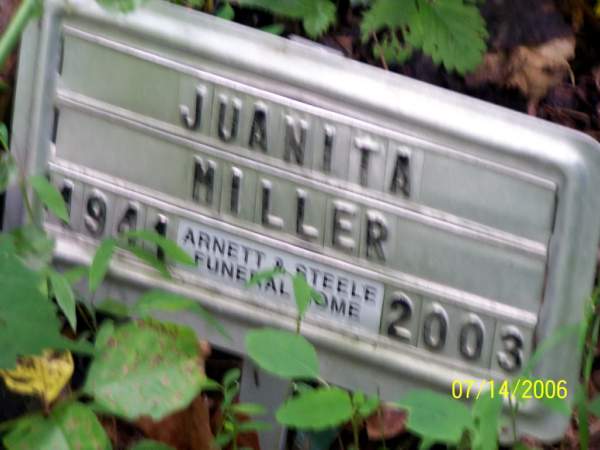 JUANITA
MILLER
1941 ARNETT & STEELE 2003
FUNERAL HOME
07/14/2006